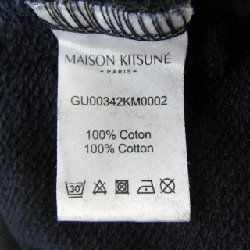 MAISON KITSUNÉ
- PARIS -
GU00342KM0002
100% Coton
100% Cotton
30°